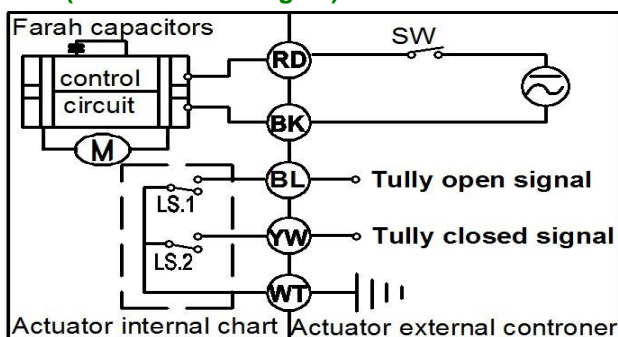 Farah capacitors
control
circuit
M
RD
SW
BK
BL
Tully open signal
LS.1
YW
Tully closed signal
LS.2
WT
Actuator internal chart
Actuator external controner